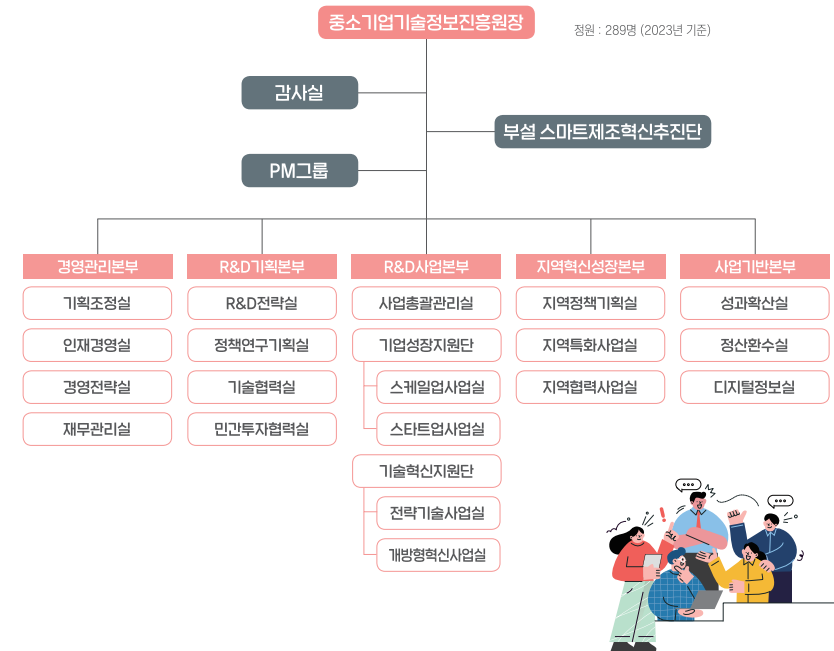 중소기업기술정보진흥원장
정원 : 289명 (2023년 기준)
감사실
부설 스마트제조혁신추진단
PM그룹
경영관리본부
기획조정실
인재경영실
경영전략실
재무관리실
R&D기획본부
R&D전략실
정책연구기획실
기술협력실
민간투자협력실
R&D사업본부
사업총괄관리실
기업성장지원단
스케일업사업실
스타트업사업실
기술혁신지원단
전략기술사업실
개방형혁신사업실
지역혁신성장본부
지역정책기획실
지역특화사업실
지역협력사업실
사업기반본부
성과확산실
정산환수실
디지털정보실